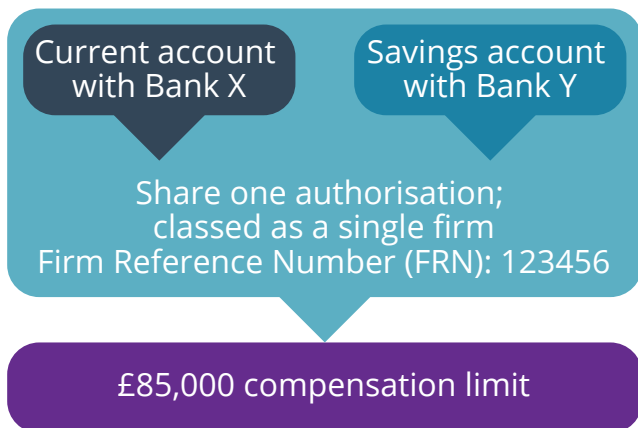 Current account
with Bank X
Savings account
with Bank Y
Share one authorisation;
classed as a single firm
Firm Reference Number (FRN): 123456
£85,000 compensation limit